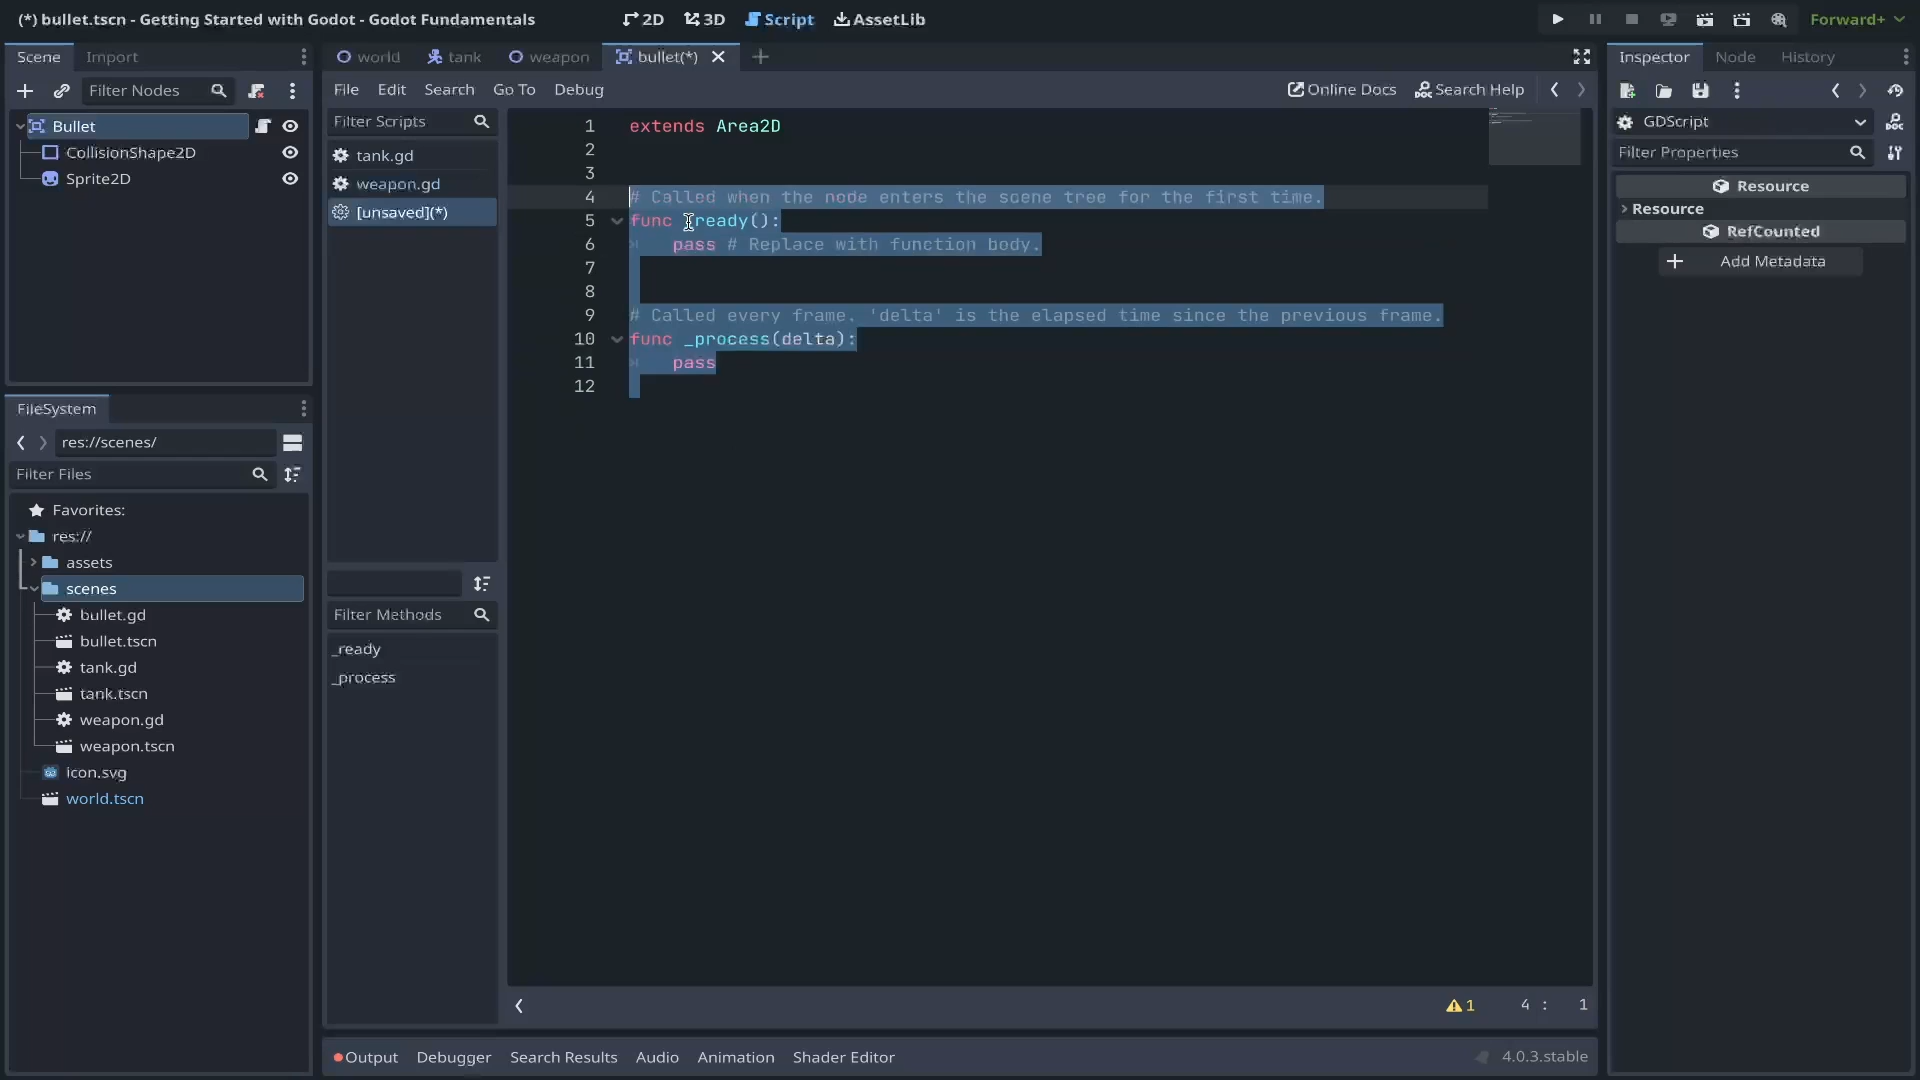 (*) bullet.tscn - Getting Started with Godot - Godot Fundamentals
2D 3D Script AssetLib
Forward+
Scene Import
Filter Nodes
Bullet
CollisionShape2D
Sprite2D
FileSystem
res://scenes/
Filter Files
Favorites:
res://
assets
scenes
bullet.gd
bullet.tscn
tank.gd
tank.tscn
weapon.gd
weapon.tscn
icon.svg
world.tscn
world tank weapon bullet(*)
File Edit Search Go To Debug
Online Docs Search Help
Filter Scripts
tank.gd
weapon.gd
[unsaved](*)
Filter Methods
_ready
_process
1 extends Area2D
2
3
4 # Called when the node enters the scene tree for the first time.
5 func _ready():
6 pass # Replace with function body.
7
8
9 # Called every frame. 'delta' is the elapsed time since the previous frame.
10 func _process(delta):
11 pass
12
1 4 : 1
Output Debugger Search Results Audio Animation Shader Editor
4.0.3.stable
Inspector Node History
GDScript
Filter Properties
Resource
Resource
RefCounted
Add Metadata